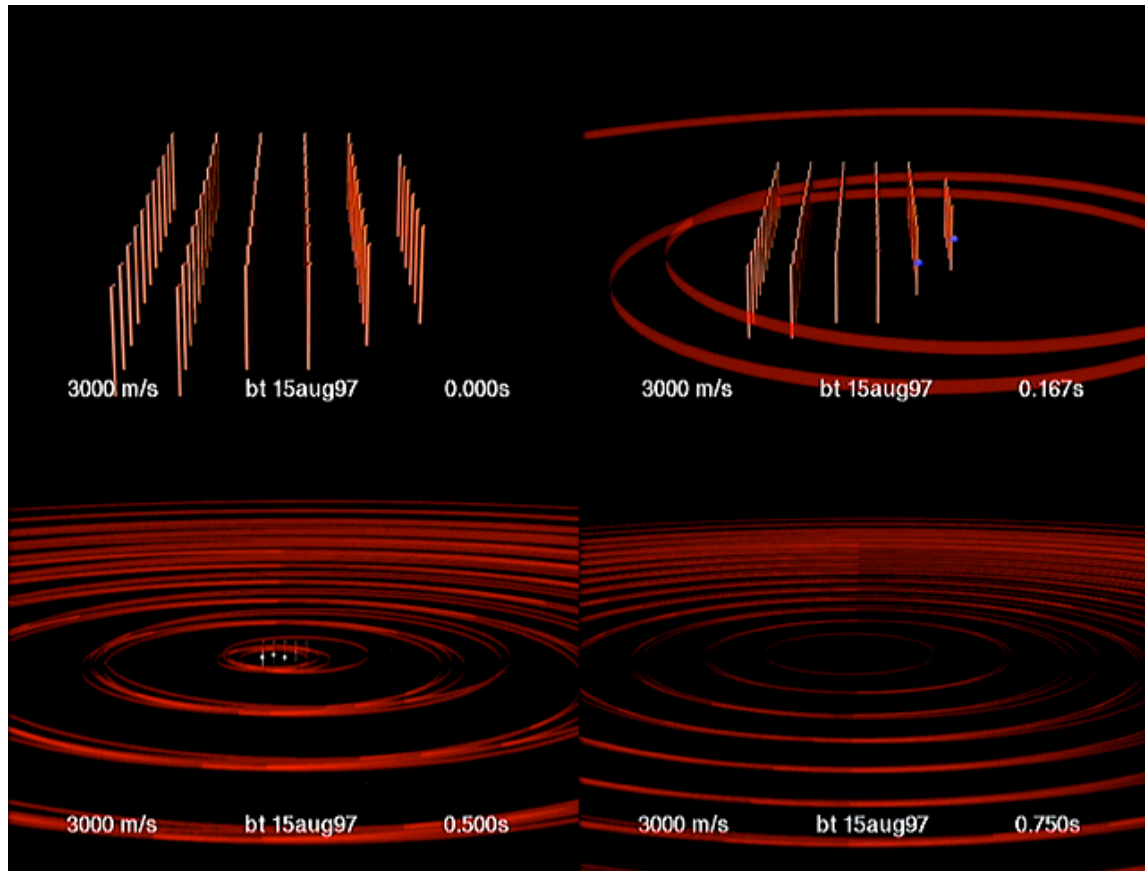 3000 m/s bt 15aug97 0.000s
3000 m/s bt 15aug97 0.167s
3000 m/s bt 15aug97 0.500s
3000 m/s bt 15aug97 0.750s